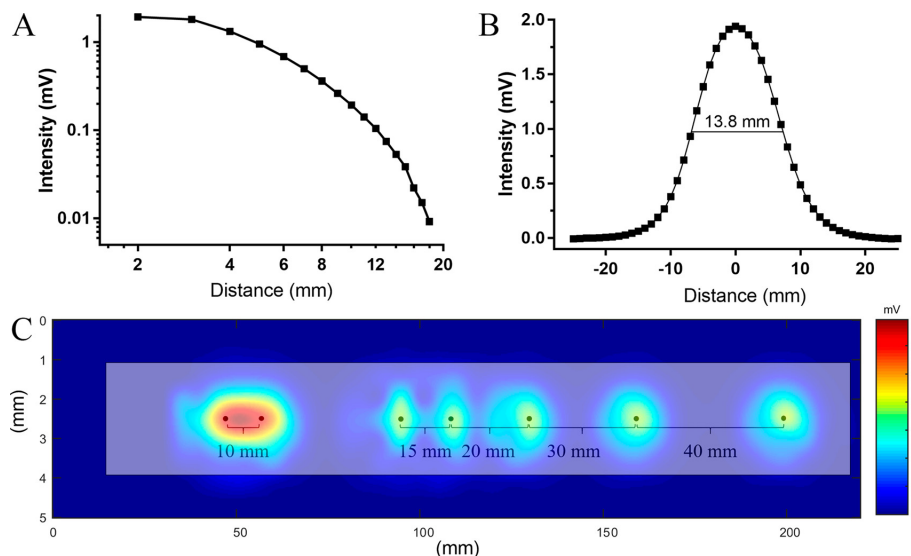 A
Intensity (mV)
1
0.1
0.01
2
4
6
8
12
20
Distance (mm)
B
Intensity (mV)
2.0
1.5
1.0
0.5
0.0
13.8 mm
-20
-10
0
10
20
Distance (mm)
C
(mm)
0
1
2
3
4
5
10 mm
15 mm
20 mm
30 mm
40 mm
0
50
100
150
200
(mm)
mV